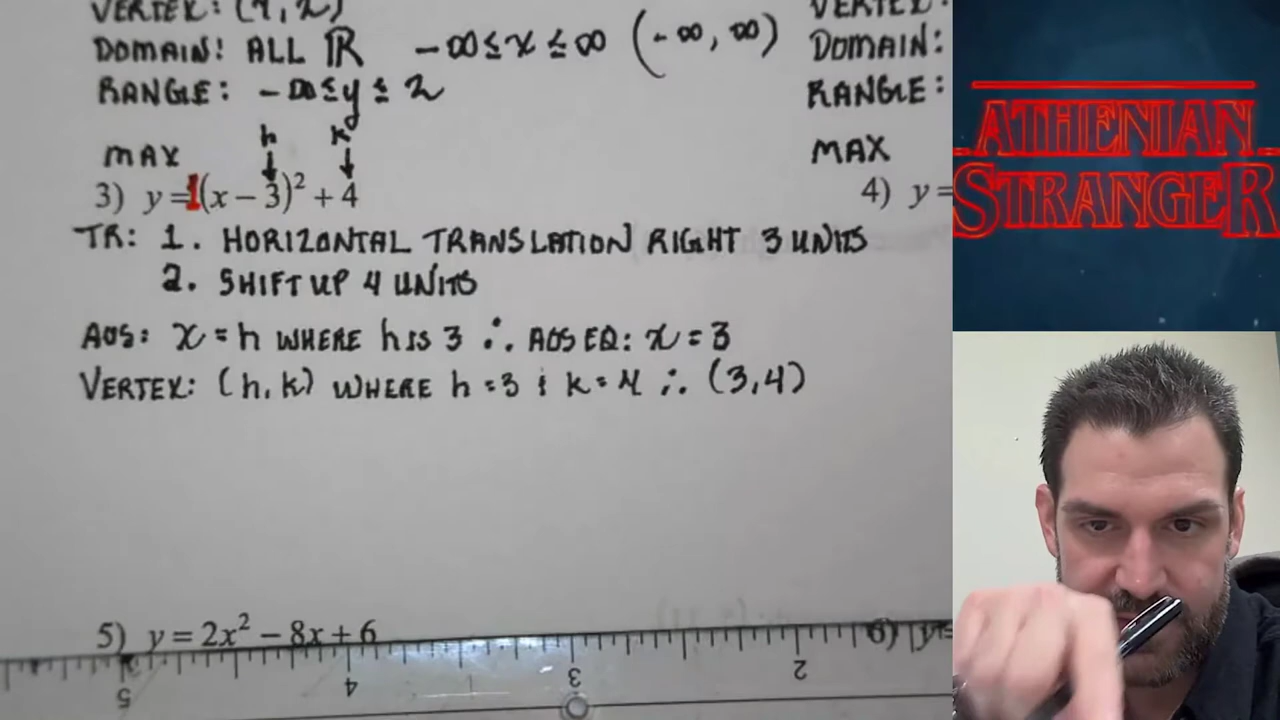 VERTEX: (4, 2)
DOMAIN: ALL ℝ -∞ ≤ x ≤ ∞ (-∞, ∞)
RANGE: -∞ ≤ y ≤ 2
MAX
h k
3) y = 1(x - 3)² + 4
TR: 1. HORIZONTAL TRANSLATION RIGHT 3 UNITS
2. SHIFT UP 4 UNITS
AOS: x = h WHERE h IS 3 ∴ AOS EQ: x = 3
VERTEX: (h, k) WHERE h = 3 & k = 4 ∴ (3, 4)
5) y = 2x² - 8x + 6
5 4 3 2
VERTEX:
DOMAIN:
RANGE:
MAX
4) y =
6) y =
ATHENIAN
STRANGER